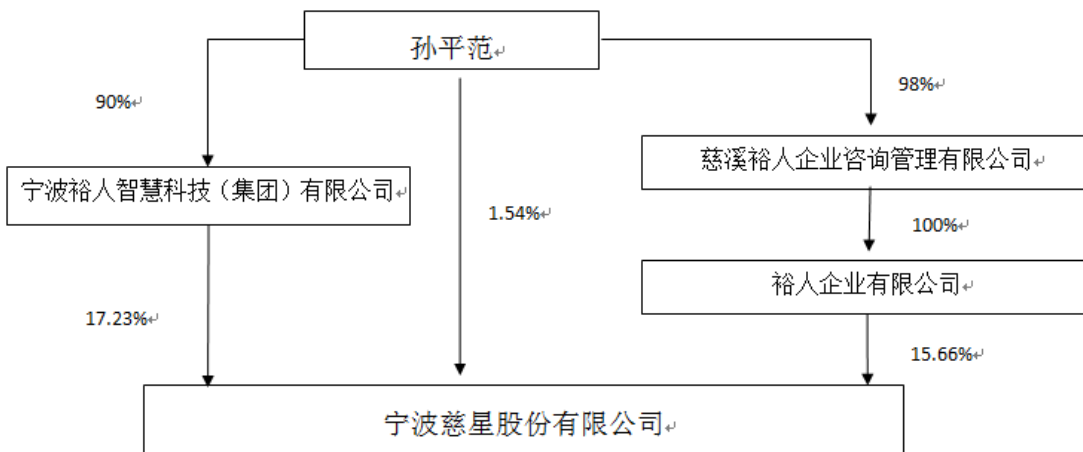 孙平范
90%
98%
慈溪裕人企业咨询管理有限公司
宁波裕人智慧科技（集团）有限公司
1.54%
100%
裕人企业有限公司
17.23%
15.66%
宁波慈星股份有限公司